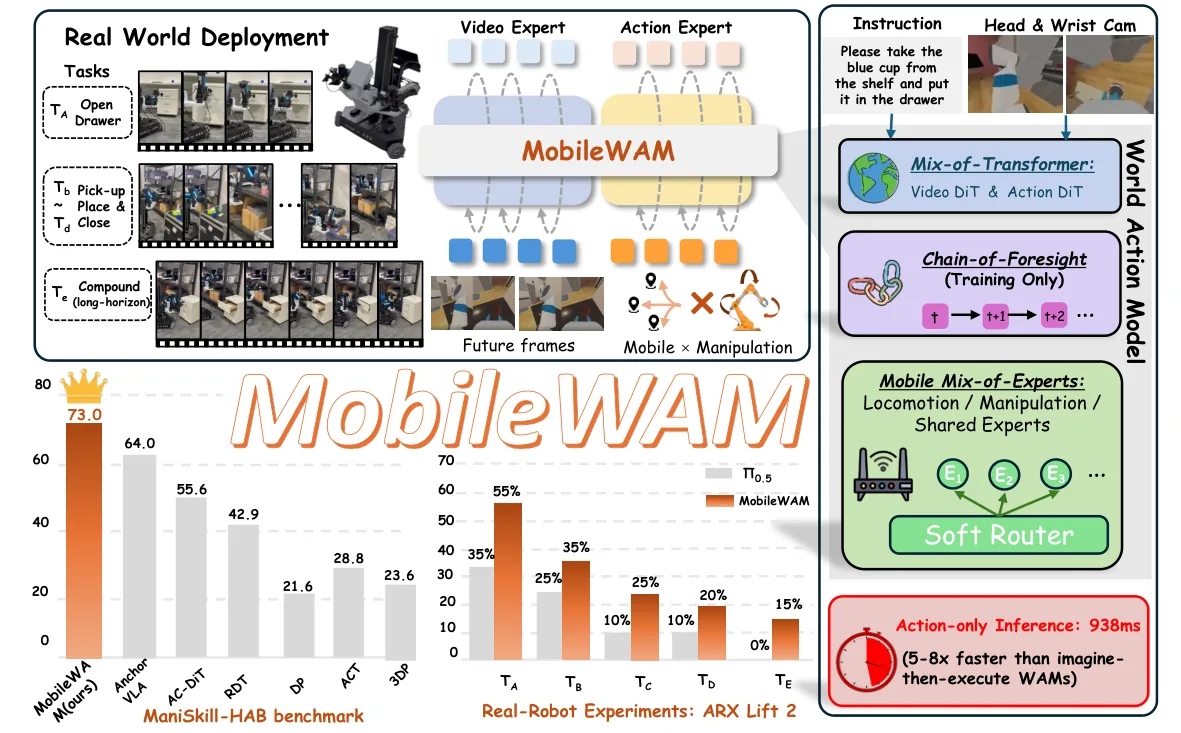 Real World Deployment
Tasks
T_A Open
Drawer
T_b Pick-up
~ Place &
T_d Close
...
T_e Compound
(long-horizon)
Video Expert
Action Expert
MobileWAM
Future frames
Mobile × Manipulation
Instruction
Please take the
blue cup from
the shelf and put
it in the drawer
Head & Wrist Cam
World Action Model
Mix-of-Transformer:
Video DiT & Action DiT
Chain-of-Foresight
(Training Only)
t t+1 t+2 ...
Mobile Mix-of-Experts:
Locomotion / Manipulation /
Shared Experts
E1 E2 E3 ...
Soft Router
Action-only Inference: 938ms
(5-8x faster than imagine-
then-execute WAMs)
MobileWAM
80
60
40
20
0
73.0
64.0
55.6
42.9
21.6
28.8
23.6
MobileWA
M(ours)
Anchor
VLA
AC-DiT
RDT
DP
ACT
3DP
ManiSkill-HAB benchmark
70
60
50
40
30
20
10
0
π0.5
MobileWAM
35% 55%
25% 35%
10% 25%
10% 20%
0% 15%
T_A T_B T_C T_D T_E
Real-Robot Experiments: ARX Lift 2